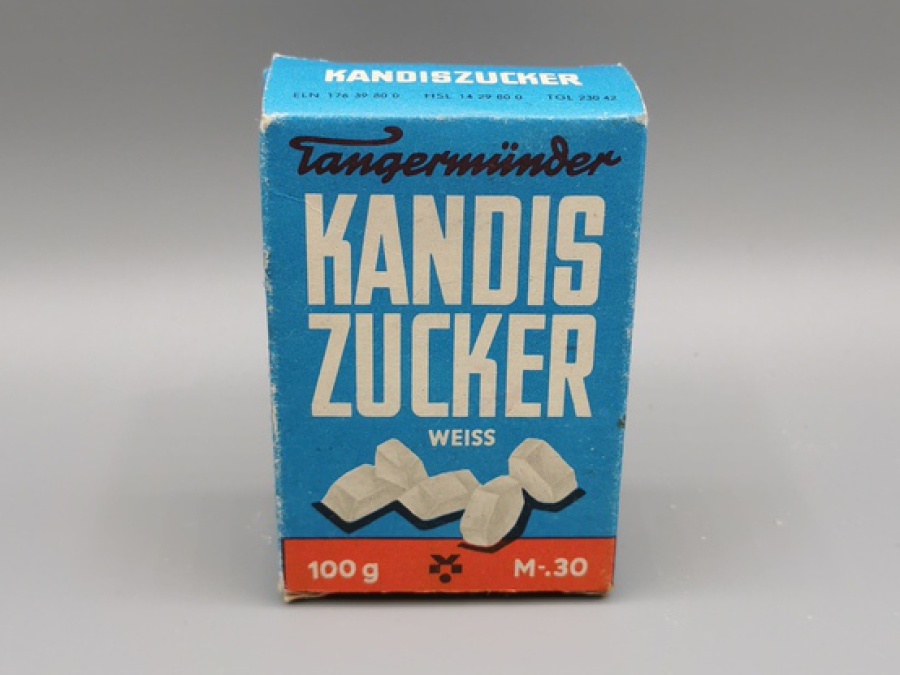 KANDISZUCKER
ELN 176 39 80 0 HSL 14 29 80 0 TGL 230 42
Tangermünder
KANDIS
ZUCKER
WEISS
100 g M-.30